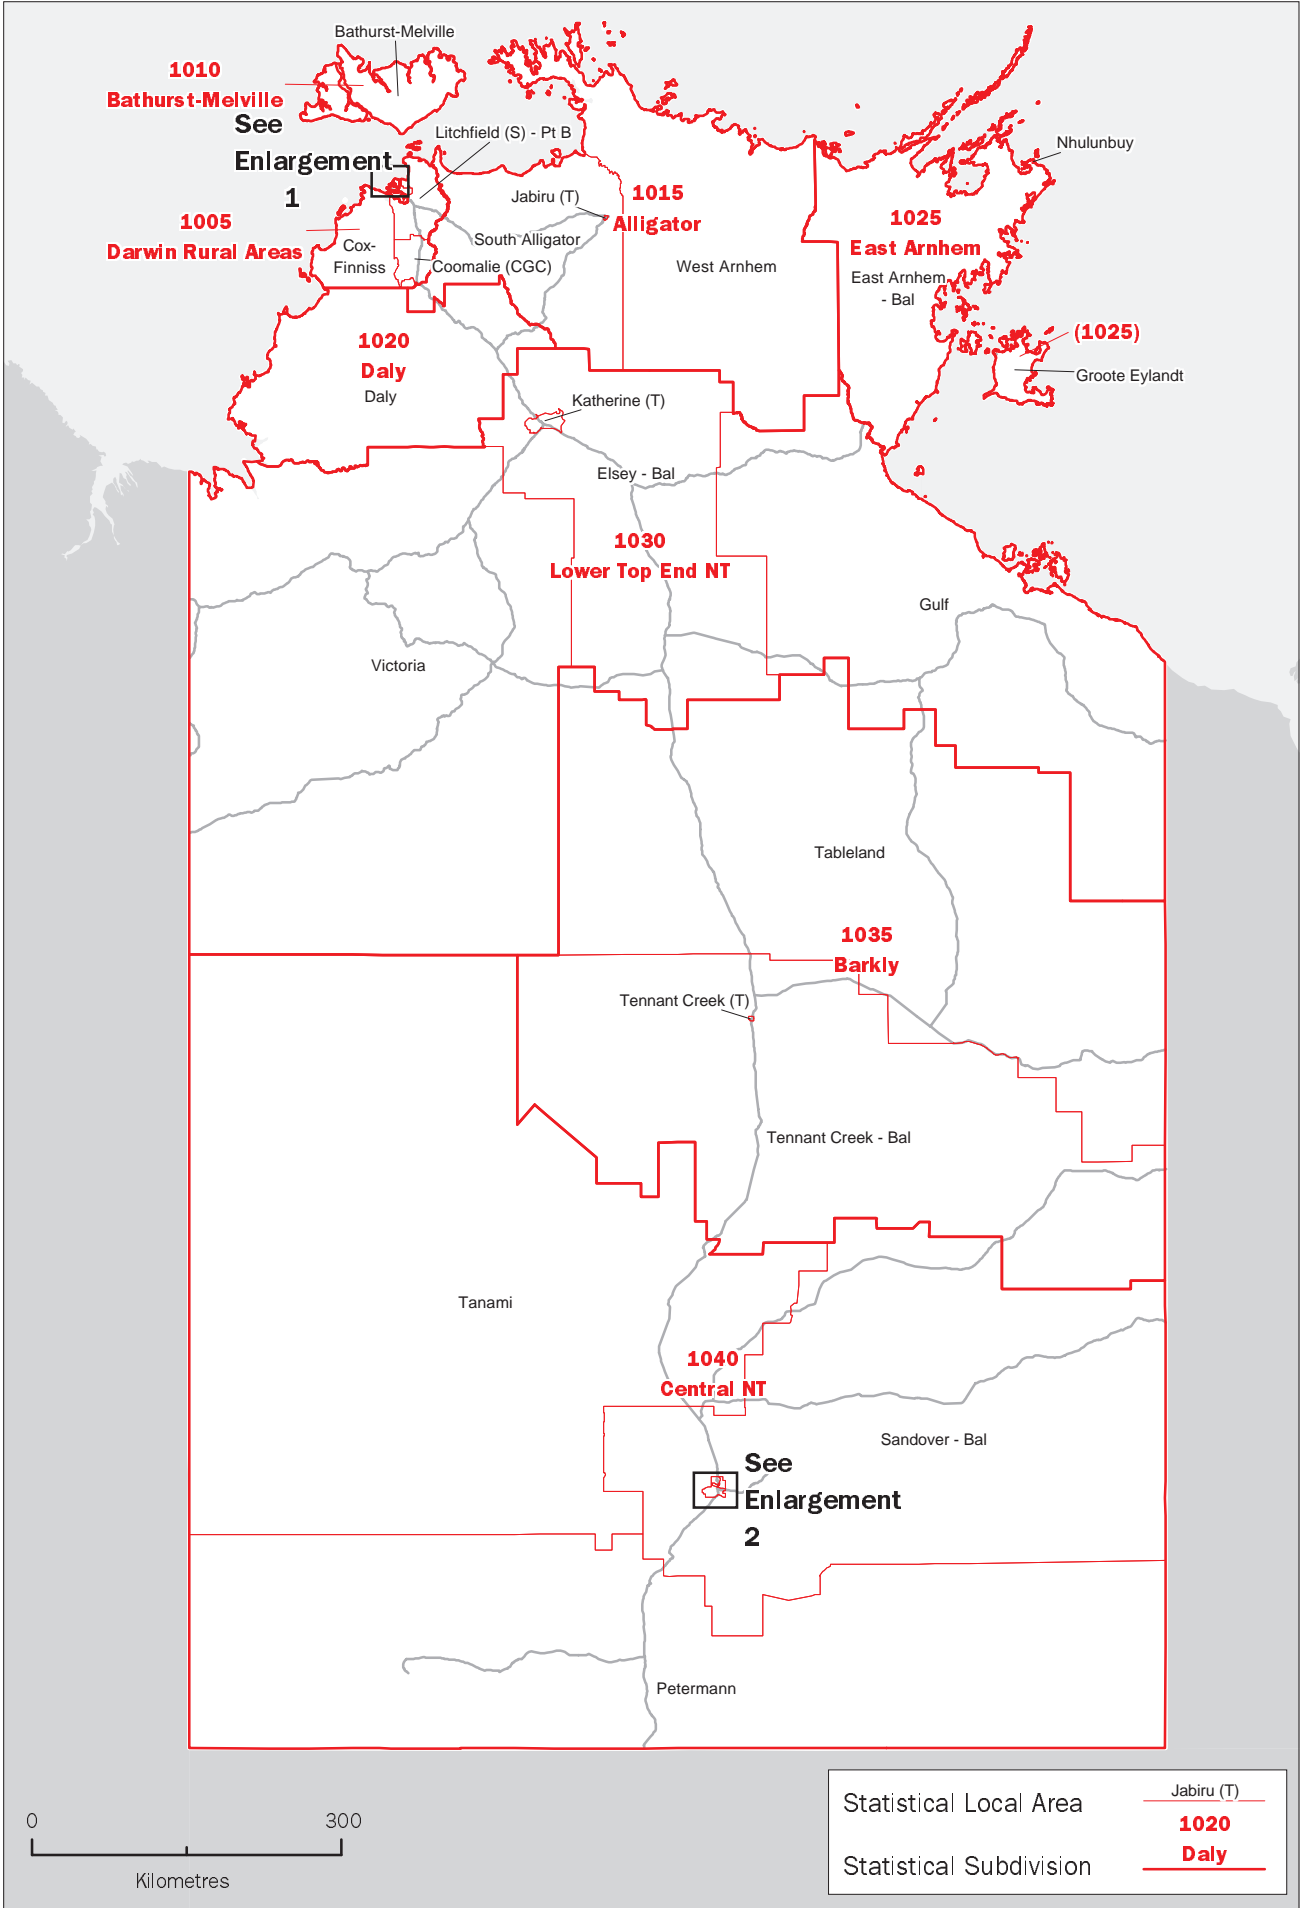 Bathurst-Melville
1010
Bathurst-Melville
See
Enlargement
1
Litchfield (S) - Pt B
Nhulunbuy
Jabiru (T)
1015
Alligator
1005
Darwin Rural Areas
1025
East Arnhem
Cox-
Finniss
South Alligator
Coomalie (CGC)
West Arnhem
East Arnhem
- Bal
1020
Daly
Daly
(1025)
Groote Eylandt
Katherine (T)
Elsey - Bal
1030
Lower Top End NT
Gulf
Victoria
Tableland
1035
Barkly
Tennant Creek (T)
Tennant Creek - Bal
Tanami
1040
Central NT
Sandover - Bal
See
Enlargement
2
Petermann
0 300
Kilometres
Statistical Local Area
Jabiru (T)
Statistical Subdivision
1020
Daly